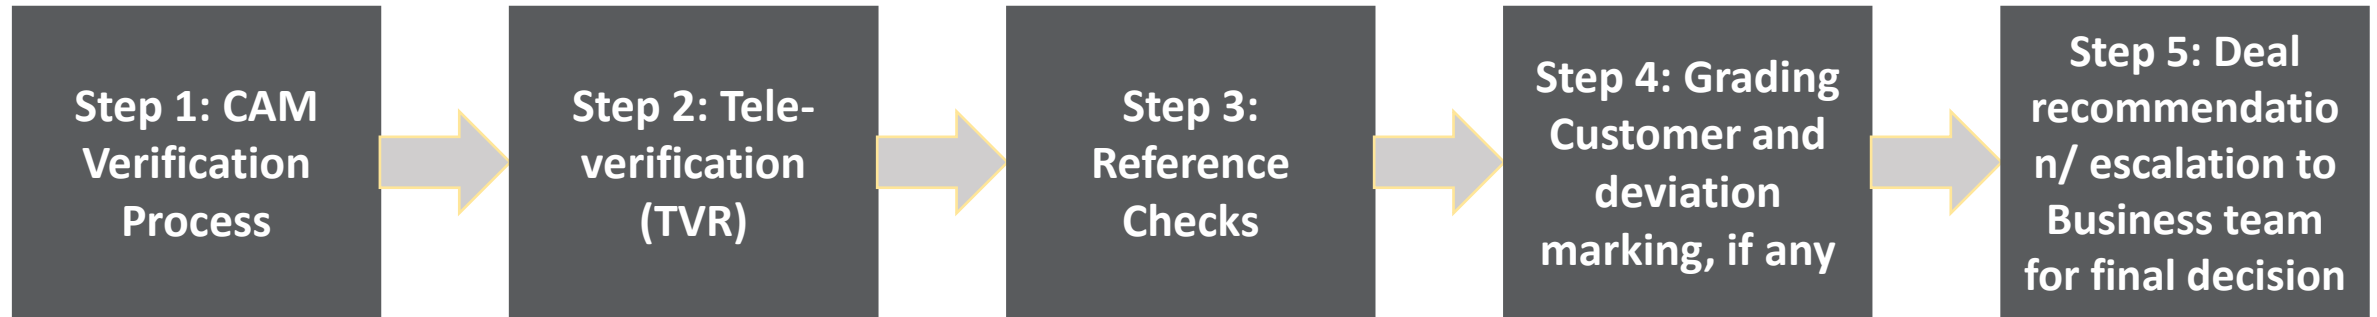 Step 1: CAM
Verification
Process
Step 2: Tele-
verification
(TVR)
Step 3:
Reference
Checks
Step 4: Grading
Customer and
deviation
marking, if any
Step 5: Deal
recommendatio
n/ escalation to
Business team
for final decision